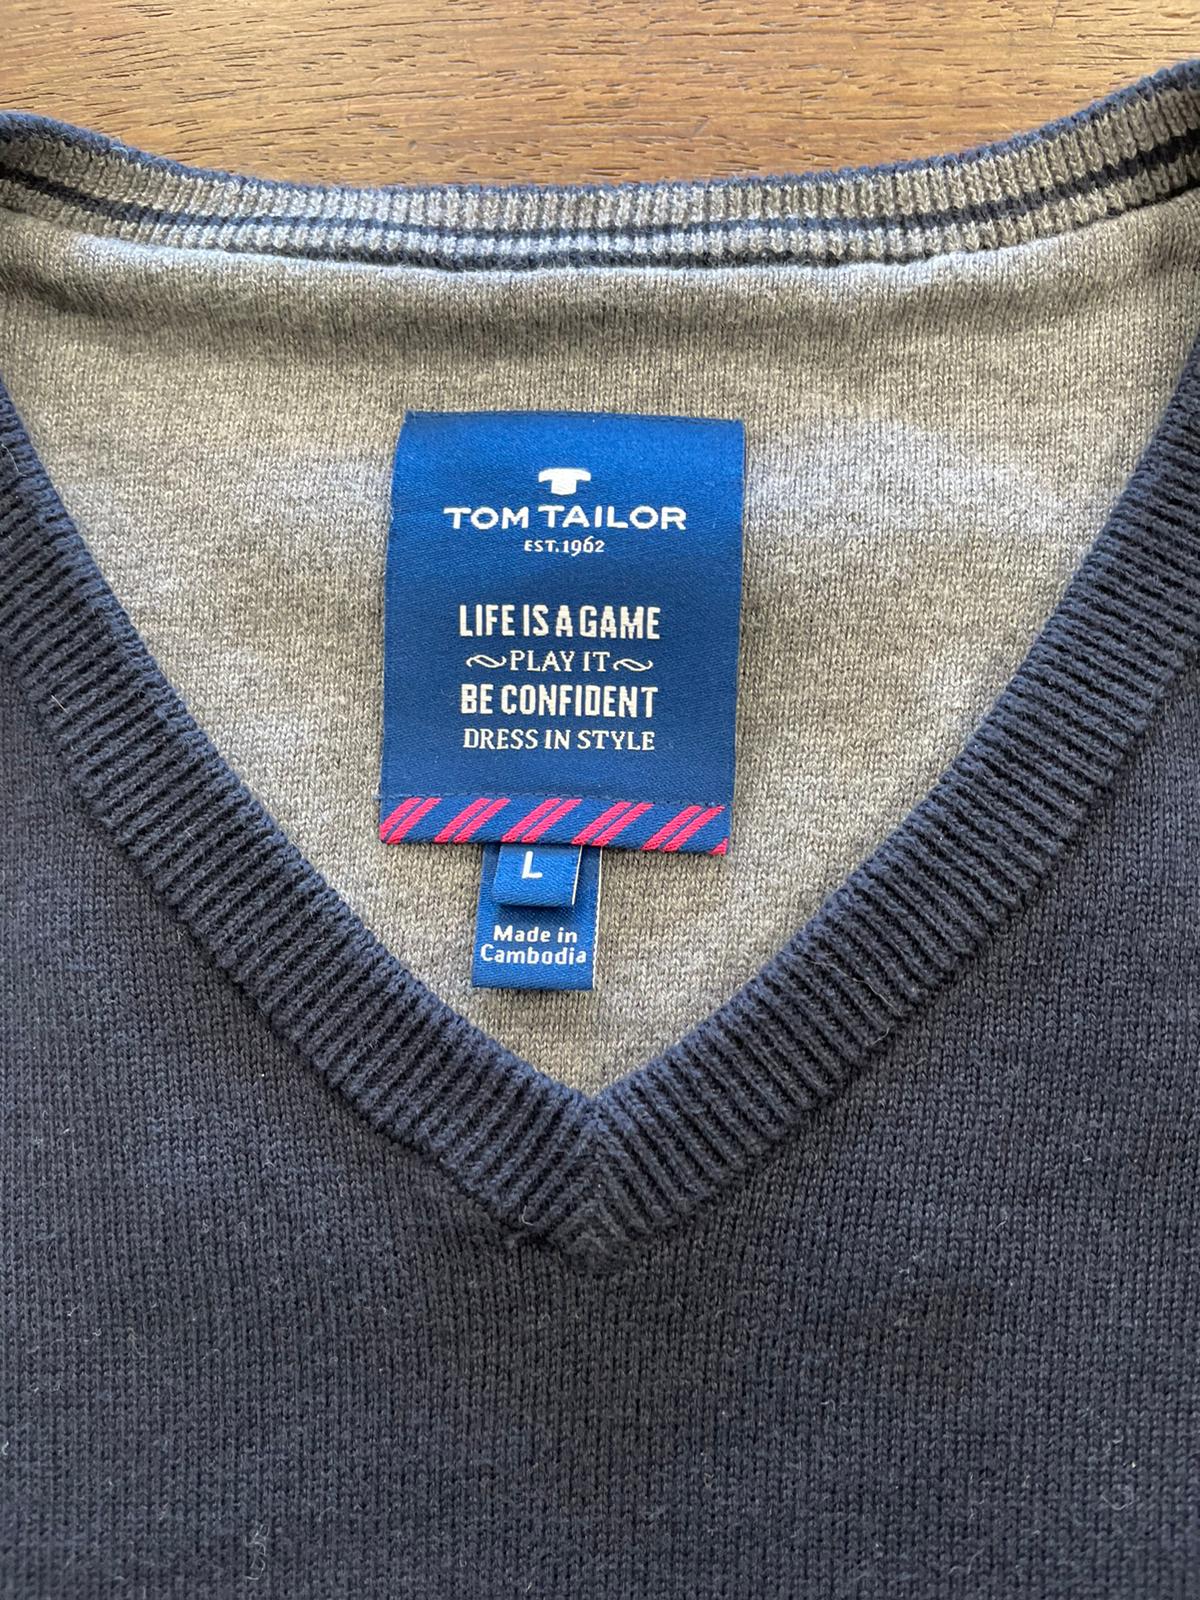 TOM TAILOR
EST. 1962
LIFE IS A GAME
PLAY IT
BE CONFIDENT
DRESS IN STYLE
L
Made in
Cambodia